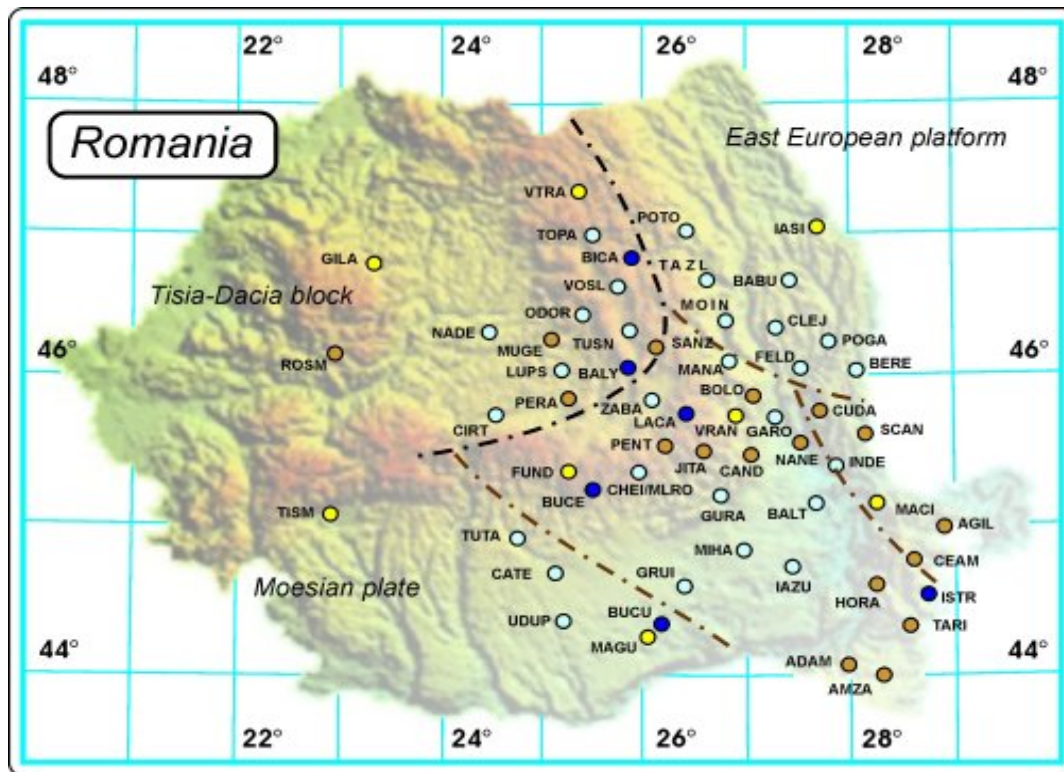 22° 24° 26° 28°
48° 48°
Romania
East European platform
VTRA
POTO
TOPA
IASI
BICA
GILA
TAZL
BABU
VOSL
Tisia-Dacia block
MOIN
ODOR
CLEJ
NADE
TUSN
SANZ
POGA
MUGE
46° 46°
ROSM
FELD
BERE
LUPS
BALY
MANA
BOLO
PERA
ZABA
CUDA
LACA
VRAN
GARO
SCAN
CIRT
PENT
NANE
INDE
JITA
CAND
FUND
CHEI/MLRO
BUCE
TISM
GURA
BALT
MACI
AGIL
TUTA
MIHA
CEAM
CATE
GRUI
IAZU
Moesian plate
HORA
ISTR
UDUP
BUCU
TARI
MAGU
44° 44°
ADAM
AMZA
22° 24° 26° 28°